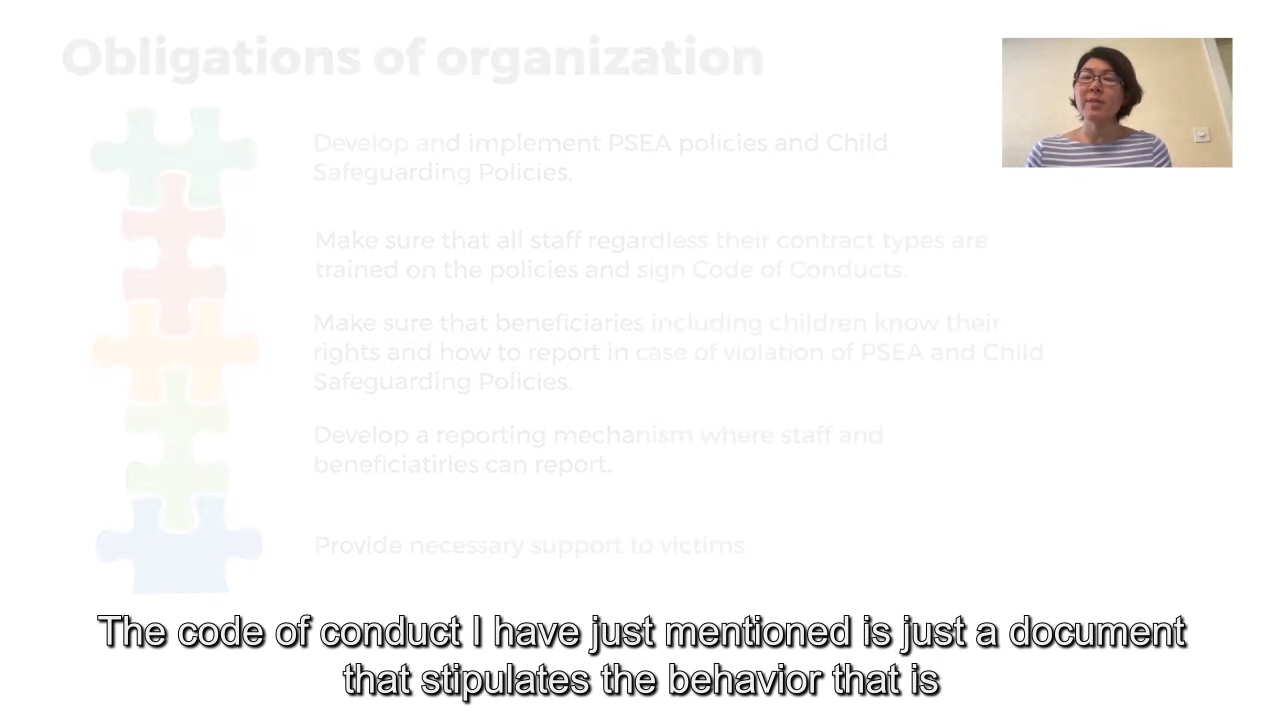 Obligations of organization
Develop and implement PSEA policies and Child
Safeguarding Policies.
Make sure that all staff regardless their contract types are
trained on the policies and sign Code of Conducts.
Make sure that beneficiaries including children know their
rights and how to report in case of violation of PSEA and Child
Safeguarding Policies.
Develop a reporting mechanism where staff and
beneficiatiries can report.
Provide necessary support to victims
The code of conduct I have just mentioned is just a document
that stipulates the behavior that is